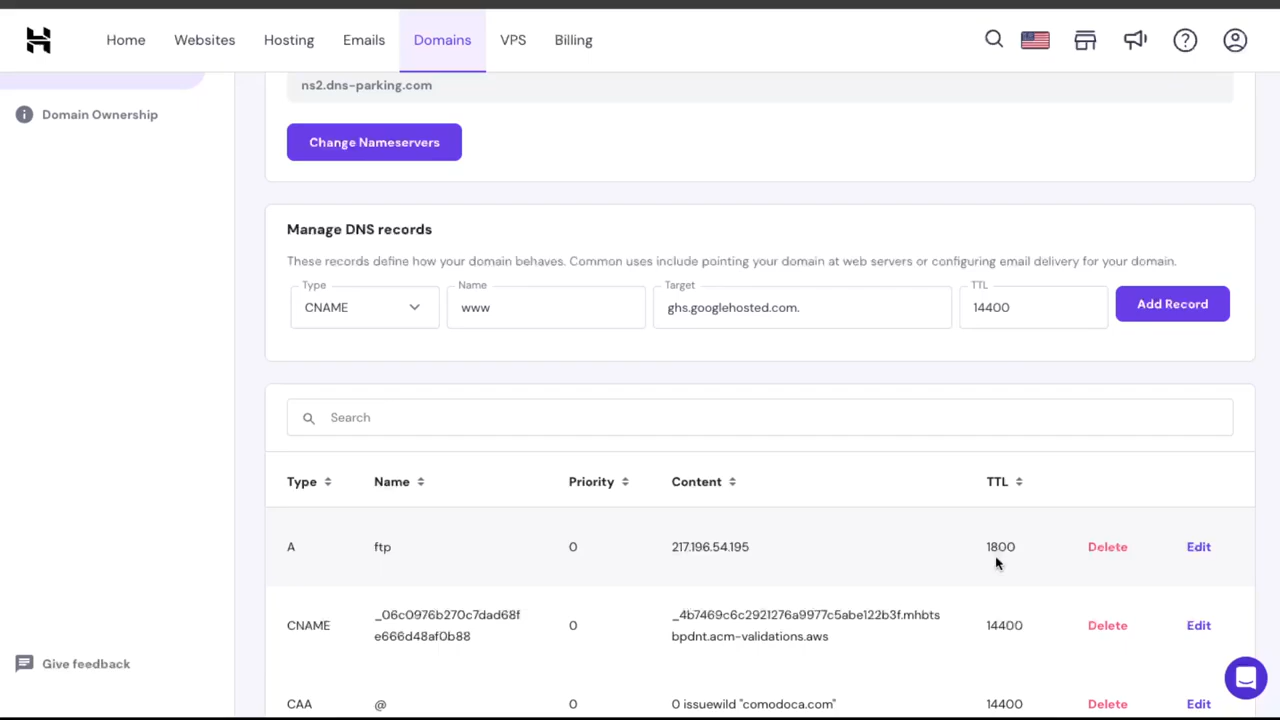 Home Websites Hosting Emails Domains VPS Billing
ns2.dns-parking.com
Domain Ownership
Change Nameservers
Manage DNS records
These records define how your domain behaves. Common uses include pointing your domain at web servers or configuring email delivery for your domain.
Type Name Target TTL
CNAME www ghs.googlehosted.com. 14400 Add Record
Search
Type Name Priority Content TTL
A ftp 0 217.196.54.195 1800 Delete Edit
CNAME _06c0976b270c7dad68f 0 _4b7469c6c2921276a9977c5abe122b3f.mhbts 14400 Delete Edit
e666d48af0b88 bpdnt.acm-validations.aws
Give feedback
CAA @ 0 0 issuewild "comodoca.com" 14400 Delete Edit